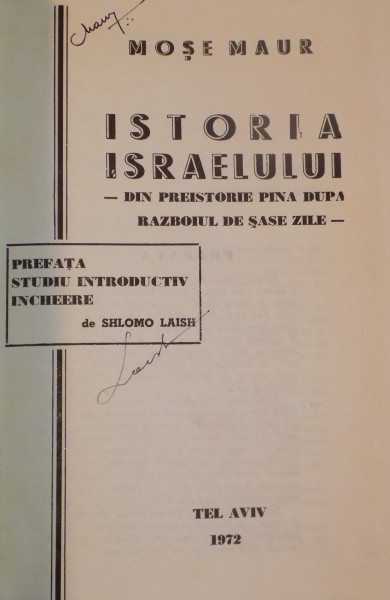 MOȘE MAUR
ISTORIA
ISRAELULUI
— DIN PREISTORIE PINA DUPA
RAZBOIUL DE ȘASE ZILE —
PREFAȚA
STUDIU INTRODUCTIV
INCHEERE
de SHLOMO LAISH
Laish
TEL AVIV
1972